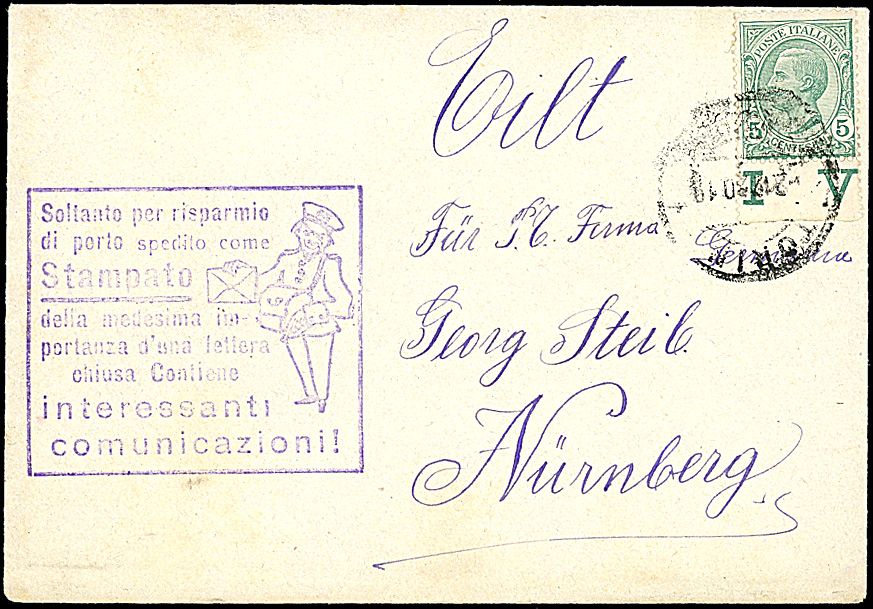 POSTE ITALIANE
5 5
I V
Eilt
Für
Firma
Germania
Georg Steib.
Nürnberg
Soltanto per risparmio
di porto spedito come
Stampato
della medesima im-
portanza d'una lettera
chiusa Contiene
interessanti
comunicazioni!